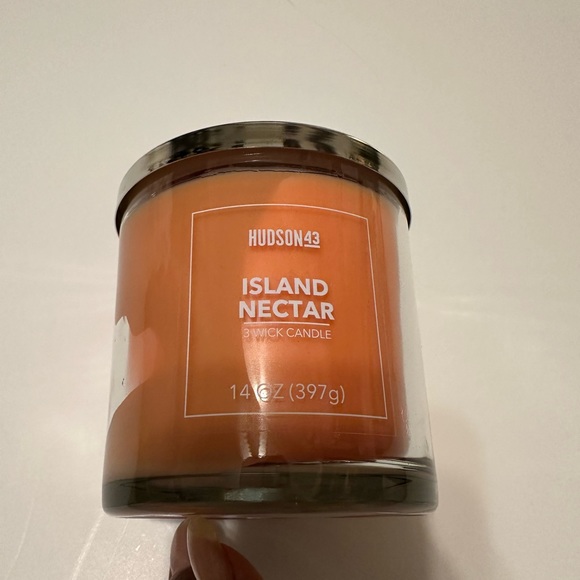 HUDSON43
ISLAND
NECTAR
3 WICK CANDLE
14 OZ (397g)